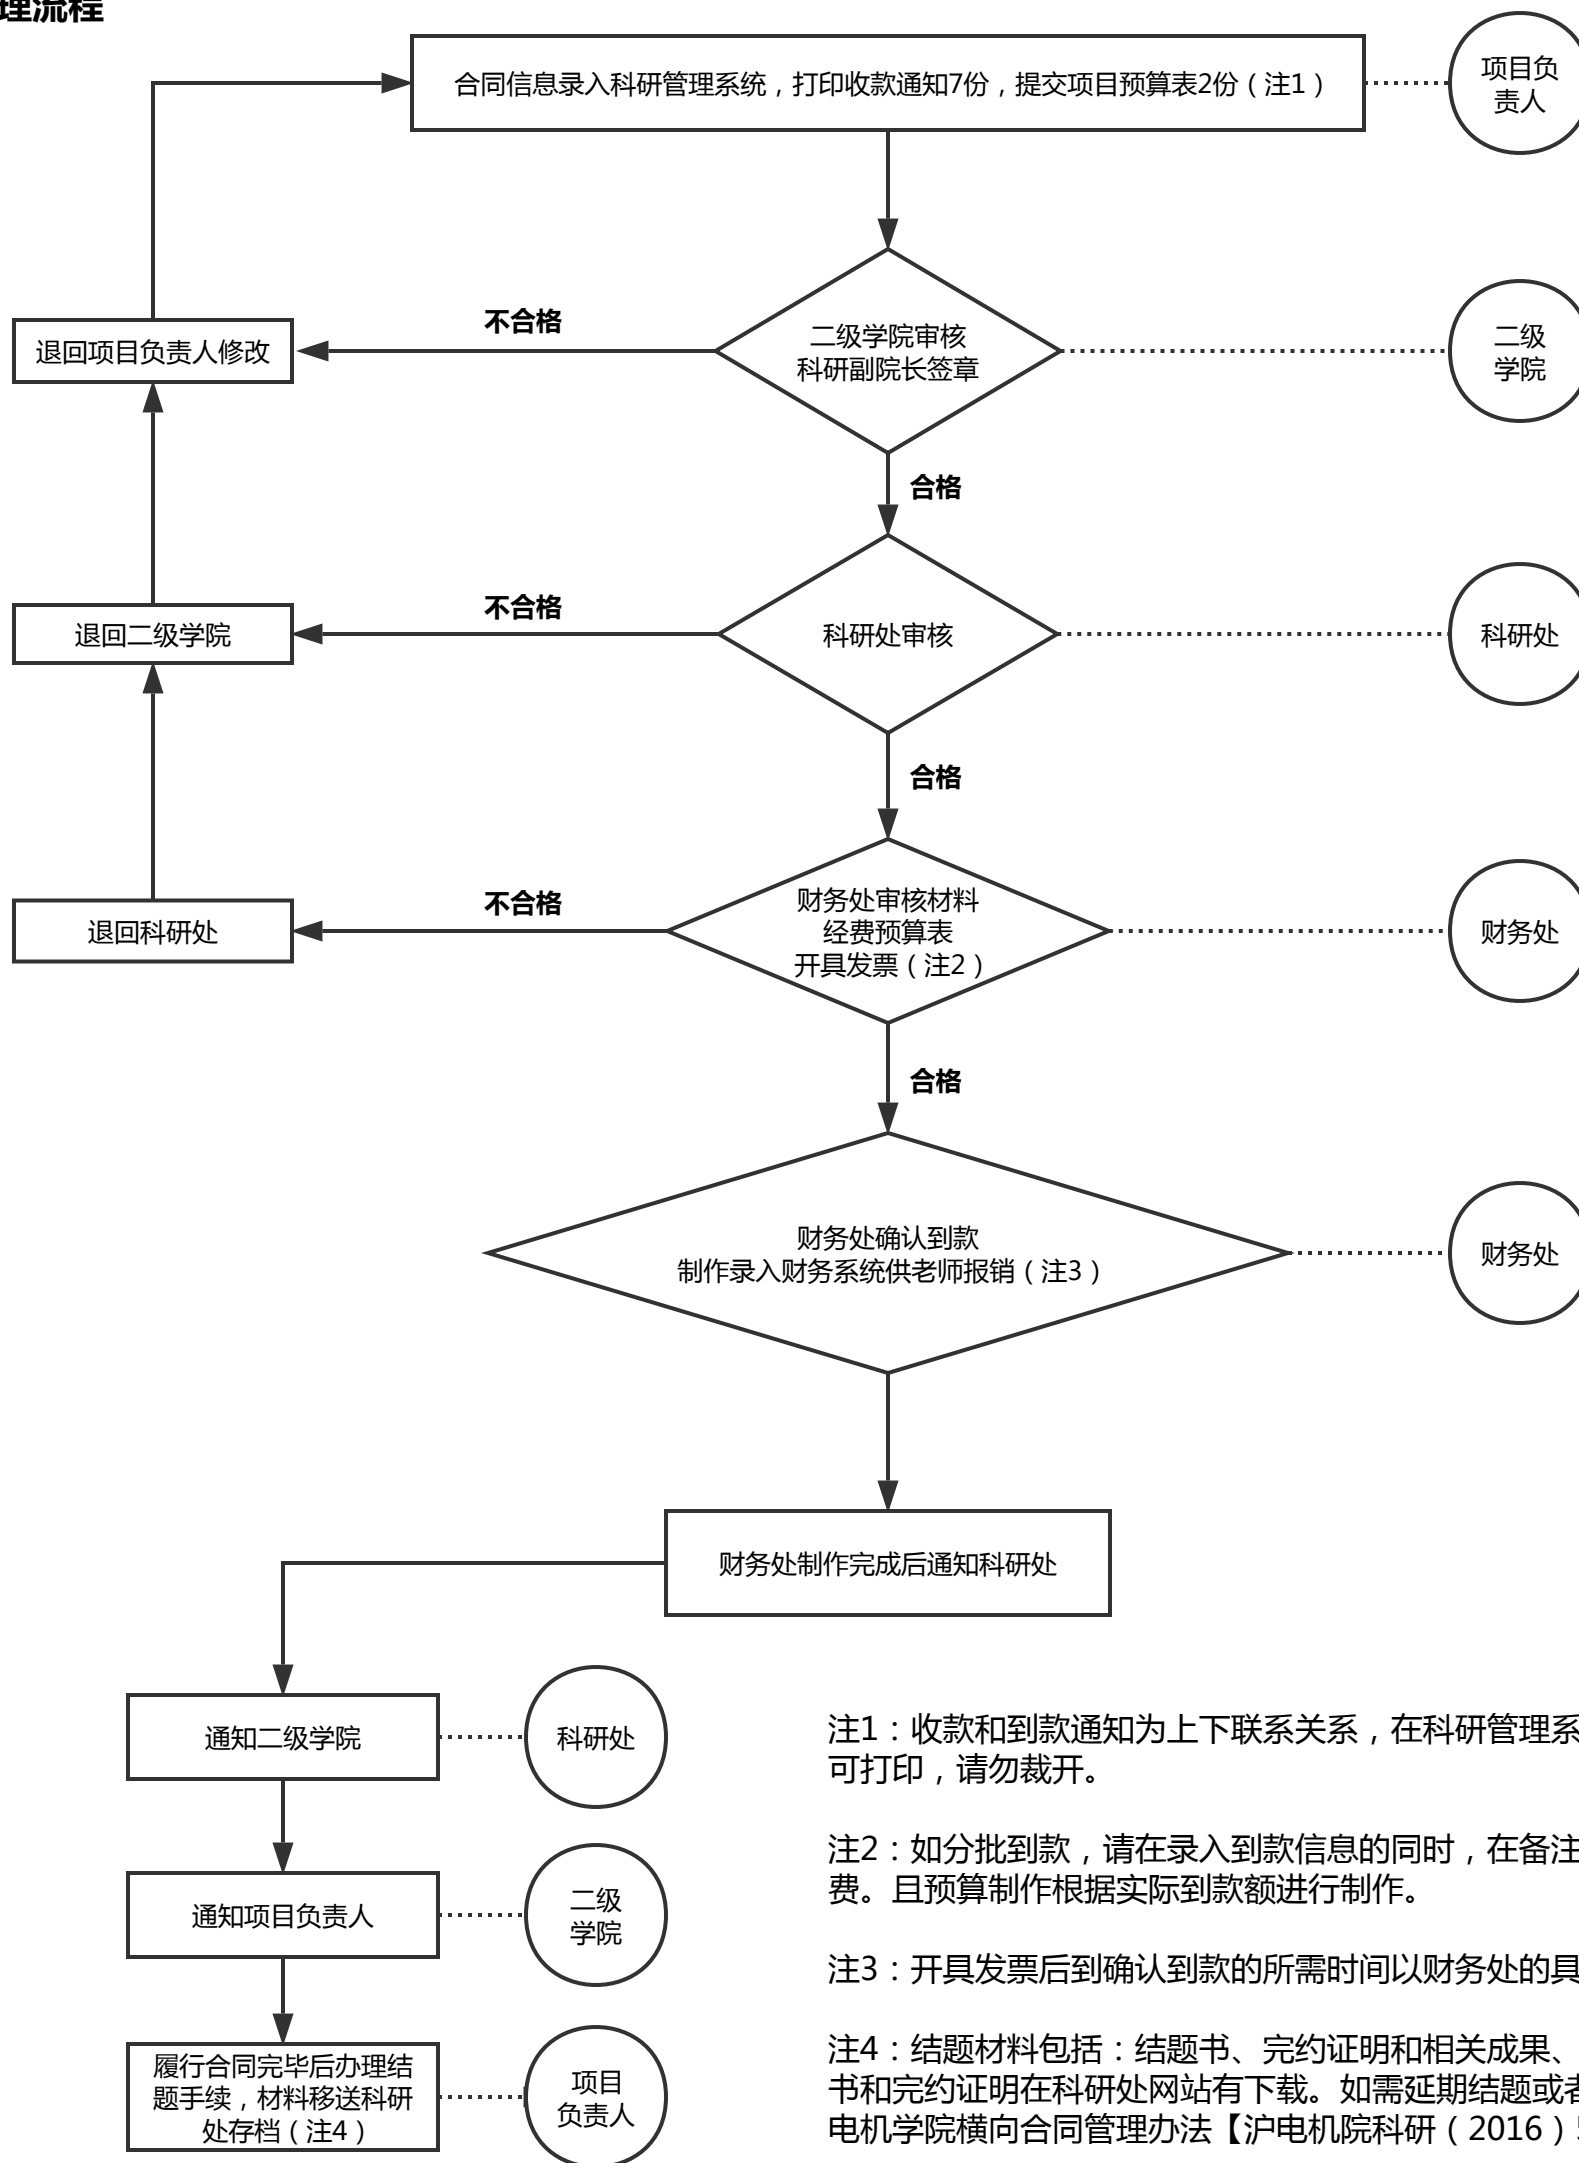 理流程
合同信息录入科研管理系统，打印收款通知7份，提交项目预算表2份（注1）
项目负
责人
不合格
退回项目负责人修改
二级学院审核
科研副院长签章
二级
学院
合格
不合格
退回二级学院
科研处审核
科研处
合格
不合格
退回科研处
财务处审核材料
经费预算表
开具发票（注2）
财务处
合格
财务处确认到款
制作录入财务系统供老师报销（注3）
财务处
财务处制作完成后通知科研处
通知二级学院
科研处
通知项目负责人
二级
学院
履行合同完毕后办理结
题手续，材料移送科研
处存档（注4）
项目
负责人
注1：收款和到款通知为上下联系关系，在科研管理系
可打印，请勿裁开。
注2：如分批到款，请在录入到款信息的同时，在备注
费。且预算制作根据实际到款额进行制作。
注3：开具发票后到确认到款的所需时间以财务处的具
注4：结题材料包括：结题书、完约证明和相关成果、
书和完约证明在科研处网站有下载。如需延期结题或者
电机学院横向合同管理办法【沪电机院科研（2016）